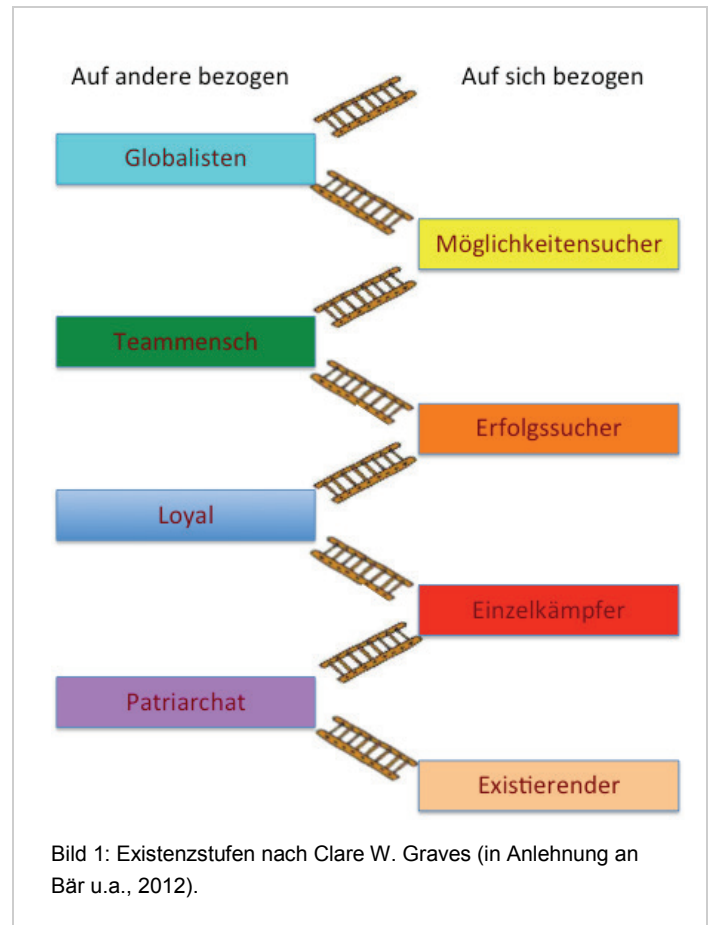 Auf andere bezogen
Auf sich bezogen
Globalisten
Möglichkeitensucher
Teammensch
Erfolgssucher
Loyal
Einzelkämpfer
Patriarchat
Existierender
Bild 1: Existenzstufen nach Clare W. Graves (in Anlehnung an
Bär u.a., 2012).